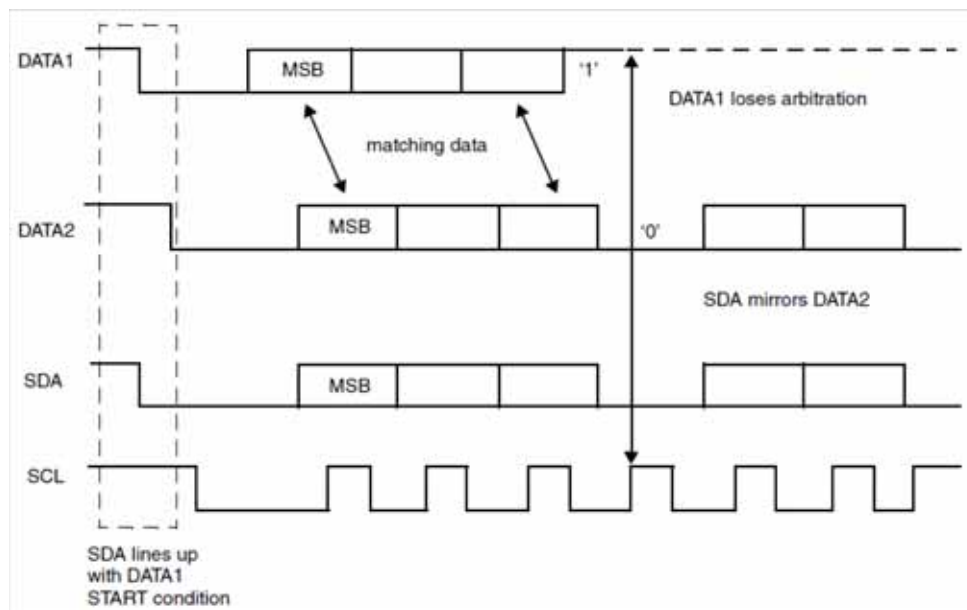 DATA1
MSB
'1'
DATA1 loses arbitration
matching data
DATA2
MSB
'0'
SDA mirrors DATA2
SDA
MSB
SCL
SDA lines up
with DATA1
START condition